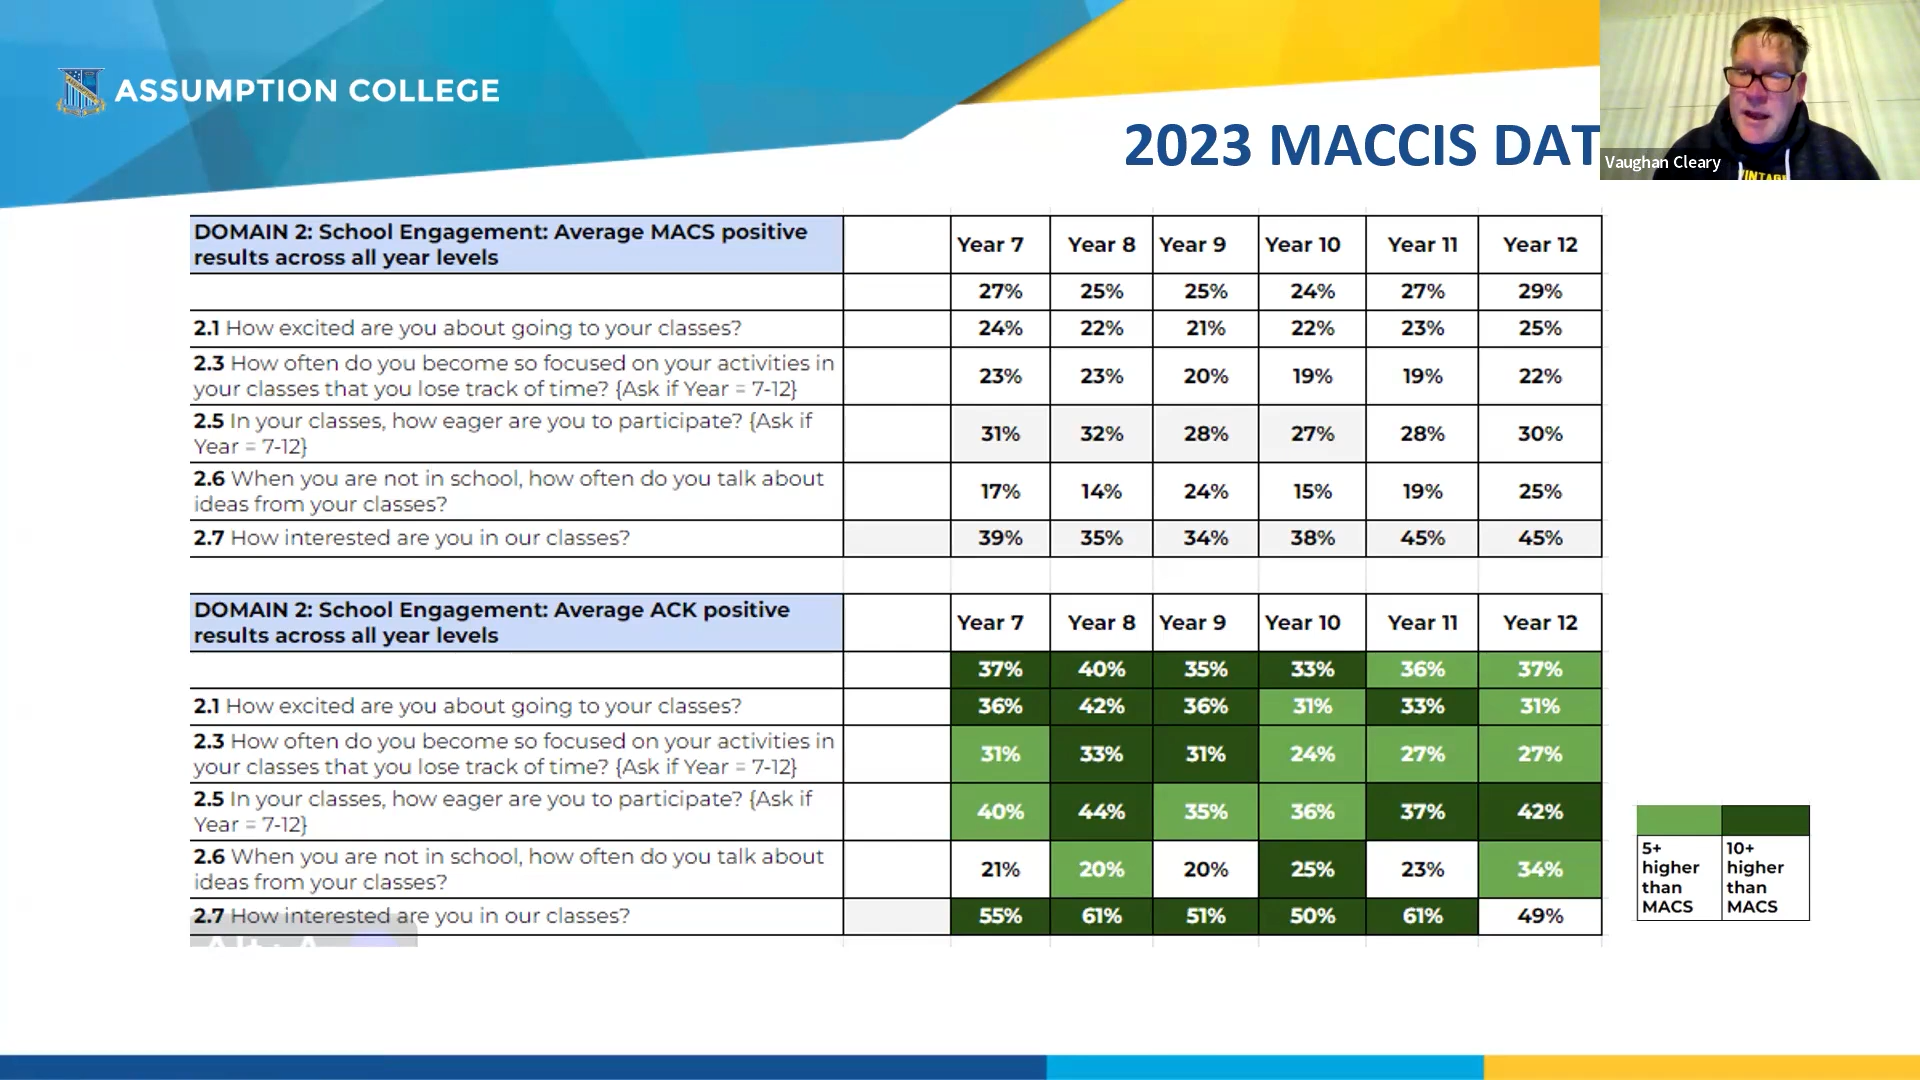 ASSUMPTION COLLEGE
2023 MACCIS DAT
Vaughan Cleary
VINTAGE
DOMAIN 2: School Engagement: Average MACS positive
results across all year levels
Year 7 Year 8 Year 9 Year 10 Year 11 Year 12
27% 25% 25% 24% 27% 29%
2.1 How excited are you about going to your classes? 24% 22% 21% 22% 23% 25%
2.3 How often do you become so focused on your activities in
your classes that you lose track of time? {Ask if Year = 7-12}
23% 23% 20% 19% 19% 22%
2.5 In your classes, how eager are you to participate? {Ask if
Year = 7-12}
31% 32% 28% 27% 28% 30%
2.6 When you are not in school, how often do you talk about
ideas from your classes?
17% 14% 24% 15% 19% 25%
2.7 How interested are you in our classes? 39% 35% 34% 38% 45% 45%
DOMAIN 2: School Engagement: Average ACK positive
results across all year levels
Year 7 Year 8 Year 9 Year 10 Year 11 Year 12
37% 40% 35% 33% 36% 37%
2.1 How excited are you about going to your classes? 36% 42% 36% 31% 33% 31%
2.3 How often do you become so focused on your activities in
your classes that you lose track of time? {Ask if Year = 7-12}
31% 33% 31% 24% 27% 27%
2.5 In your classes, how eager are you to participate? {Ask if
Year = 7-12}
40% 44% 35% 36% 37% 42%
2.6 When you are not in school, how often do you talk about
ideas from your classes?
21% 20% 20% 25% 23% 34%
2.7 How interested are you in our classes? 55% 61% 51% 50% 61% 49%
5+
higher
than
MACS
10+
higher
than
MACS